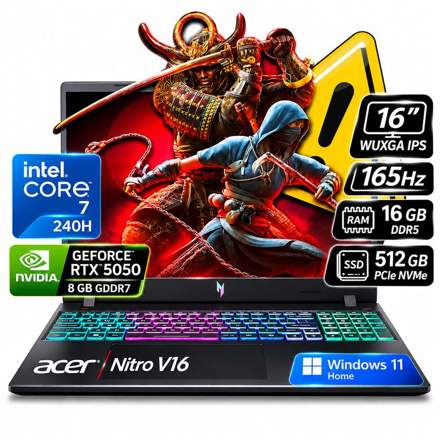 16"
WUXGA IPS
165Hz
RAM
16 GB
DDR5
SSD
512 GB
PCIe NVMe
intel
CORE
7
240H
NVIDIA
GEFORCE
RTX 5050
8 GB GDDR7
acer
Nitro V16
Windows 11
Home